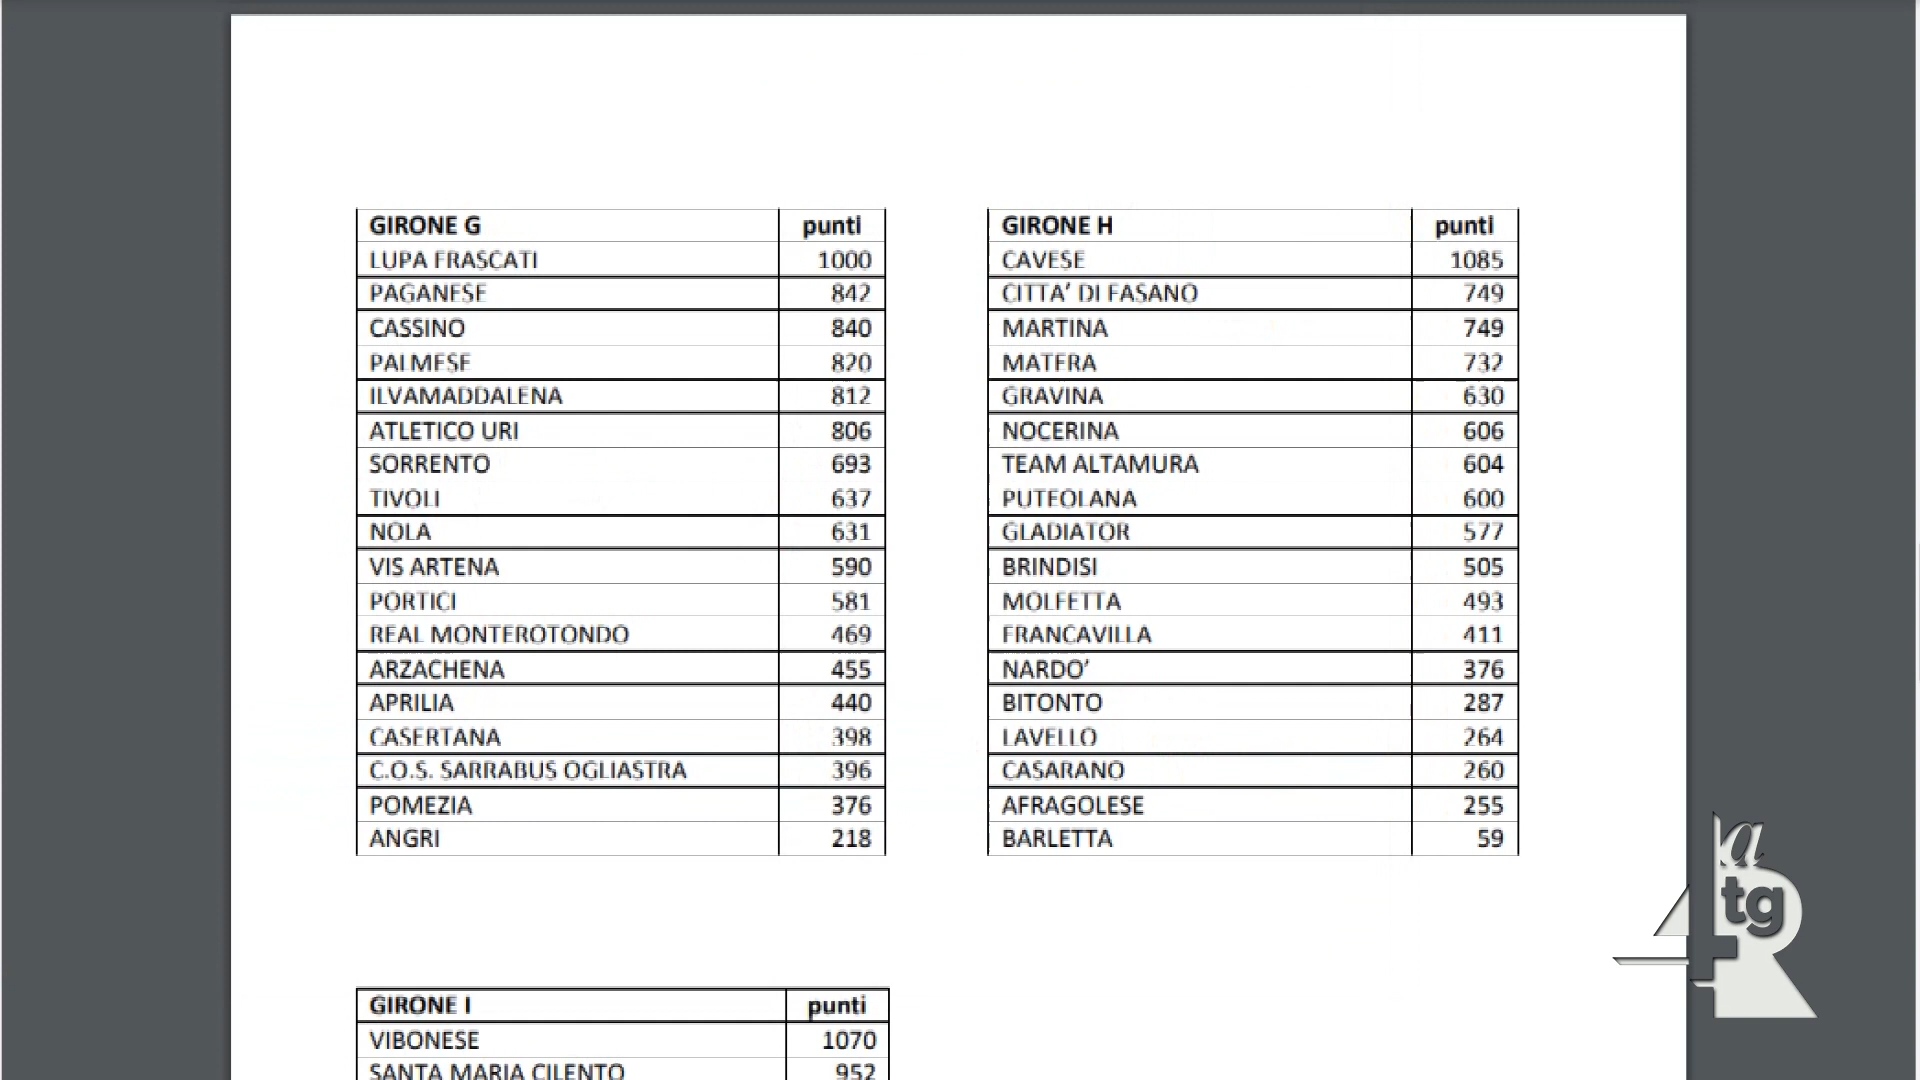 GIRONE G punti
LUPA FRASCATI 1000
PAGANESE 842
CASSINO 840
PALMESE 820
ILVAMADDALENA 812
ATLETICO URI 806
SORRENTO 693
TIVOLI 637
NOLA 631
VIS ARTENA 590
PORTICI 581
REAL MONTEROTONDO 469
ARZACHENA 455
APRILIA 440
CASERTANA 398
C.O.S. SARRABUS OGLIASTRA 396
POMEZIA 376
ANGRI 218
GIRONE H punti
CAVESE 1085
CITTA’ DI FASANO 749
MARTINA 749
MATERA 732
GRAVINA 630
NOCERINA 606
TEAM ALTAMURA 604
PUTEOLANA 600
GLADIATOR 577
BRINDISI 505
MOLFETTA 493
FRANCAVILLA 411
NARDO’ 376
BITONTO 287
LAVELLO 264
CASARANO 260
AFRAGOLESE 255
BARLETTA 59
GIRONE I punti
VIBONESE 1070
SANTA MARIA CILENTO 952
la
tg
4R